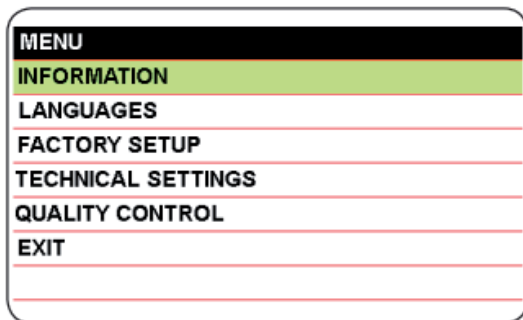 MENU
INFORMATION
LANGUAGES
FACTORY SETUP
TECHNICAL SETTINGS
QUALITY CONTROL
EXIT